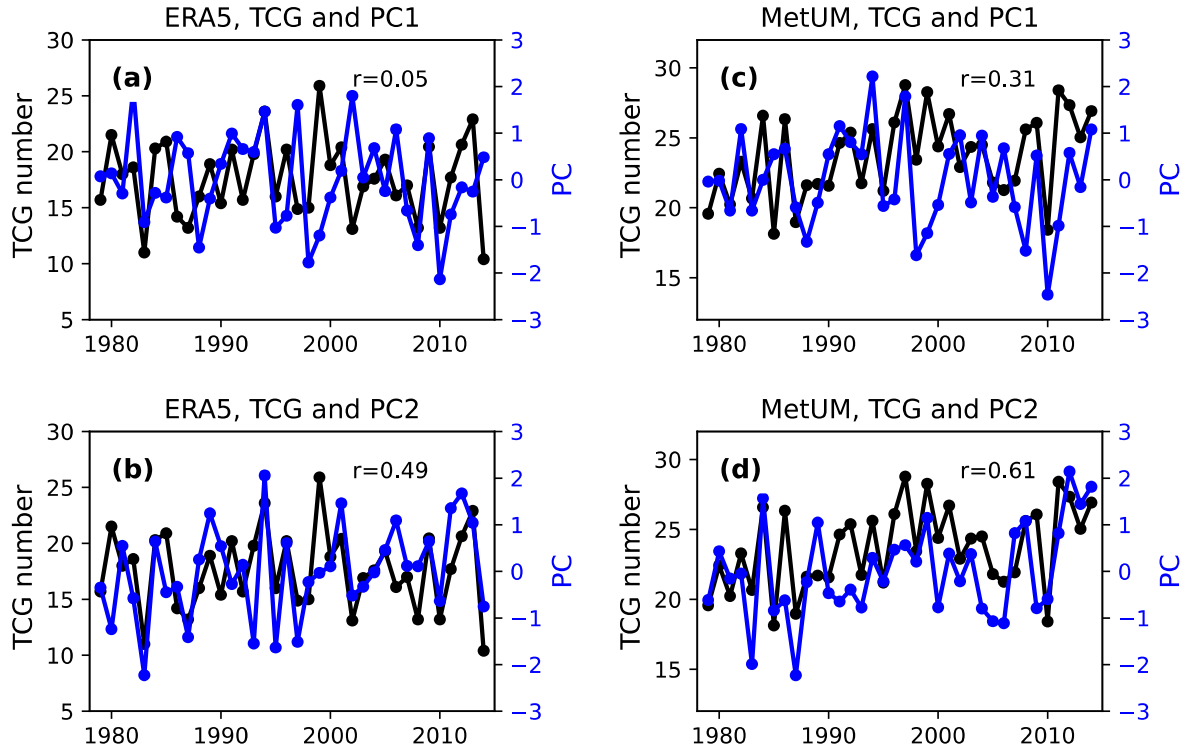 ERA5, TCG and PC1
(a)
r=0.05
TCG number
PC
30
25
20
15
10
5
3
2
1
0
−1
−2
−3
1980 1990 2000 2010
MetUM, TCG and PC1
(c)
r=0.31
TCG number
PC
30
25
20
15
3
2
1
0
−1
−2
−3
1980 1990 2000 2010
ERA5, TCG and PC2
(b)
r=0.49
TCG number
PC
30
25
20
15
10
5
3
2
1
0
−1
−2
−3
1980 1990 2000 2010
MetUM, TCG and PC2
(d)
r=0.61
TCG number
PC
30
25
20
15
3
2
1
0
−1
−2
−3
1980 1990 2000 2010